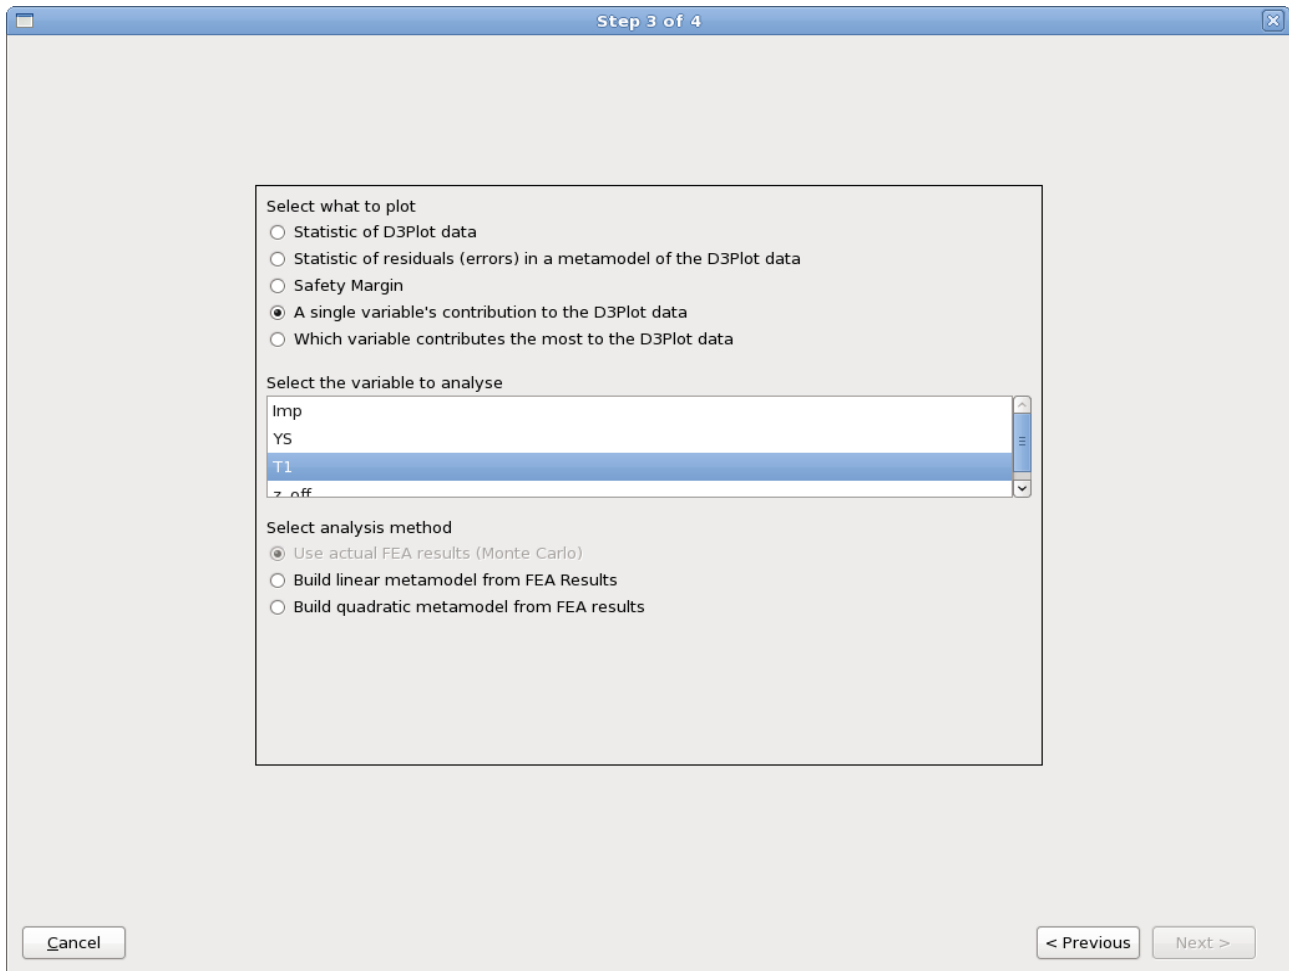 Step 3 of 4
Select what to plot
Statistic of D3Plot data
Statistic of residuals (errors) in a metamodel of the D3Plot data
Safety Margin
A single variable's contribution to the D3Plot data
Which variable contributes the most to the D3Plot data
Select the variable to analyse
Imp
YS
T1
z_off
Select analysis method
Use actual FEA results (Monte Carlo)
Build linear metamodel from FEA Results
Build quadratic metamodel from FEA results
Cancel
< Previous
Next >